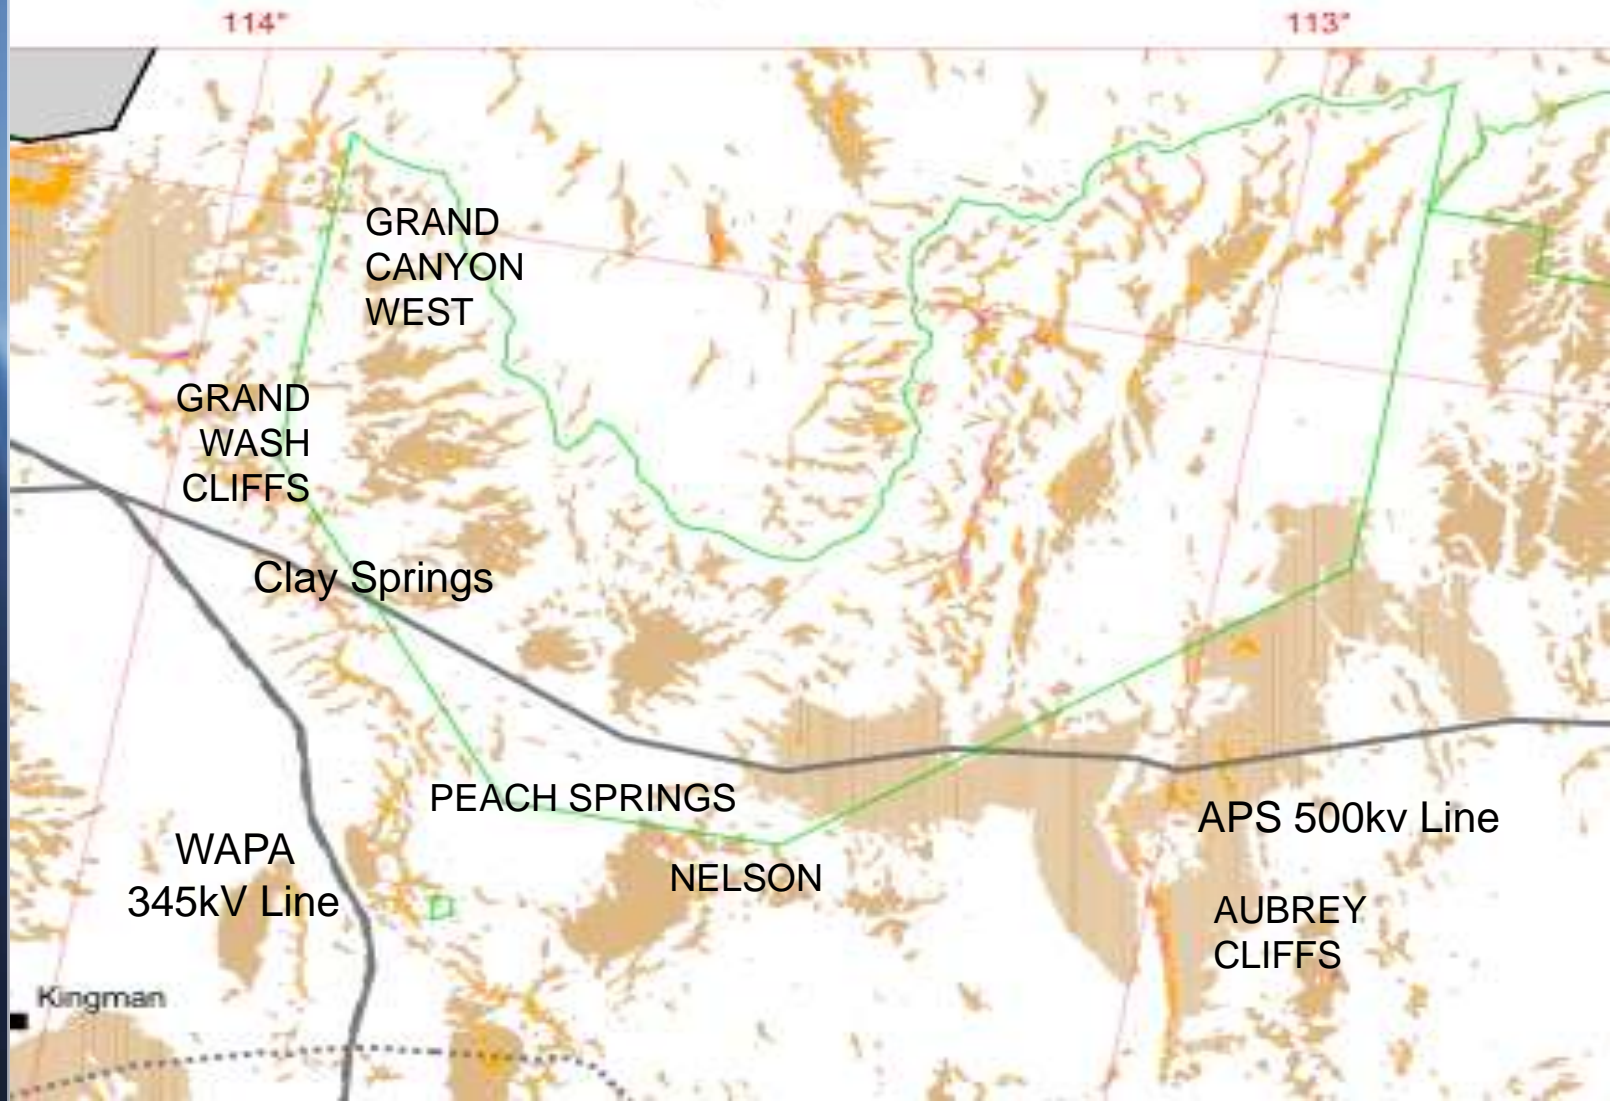 114°
113°
GRAND
CANYON
WEST
GRAND
WASH
CLIFFS
Clay Springs
PEACH SPRINGS
APS 500kv Line
WAPA
345kV Line
NELSON
AUBREY
CLIFFS
Kingman